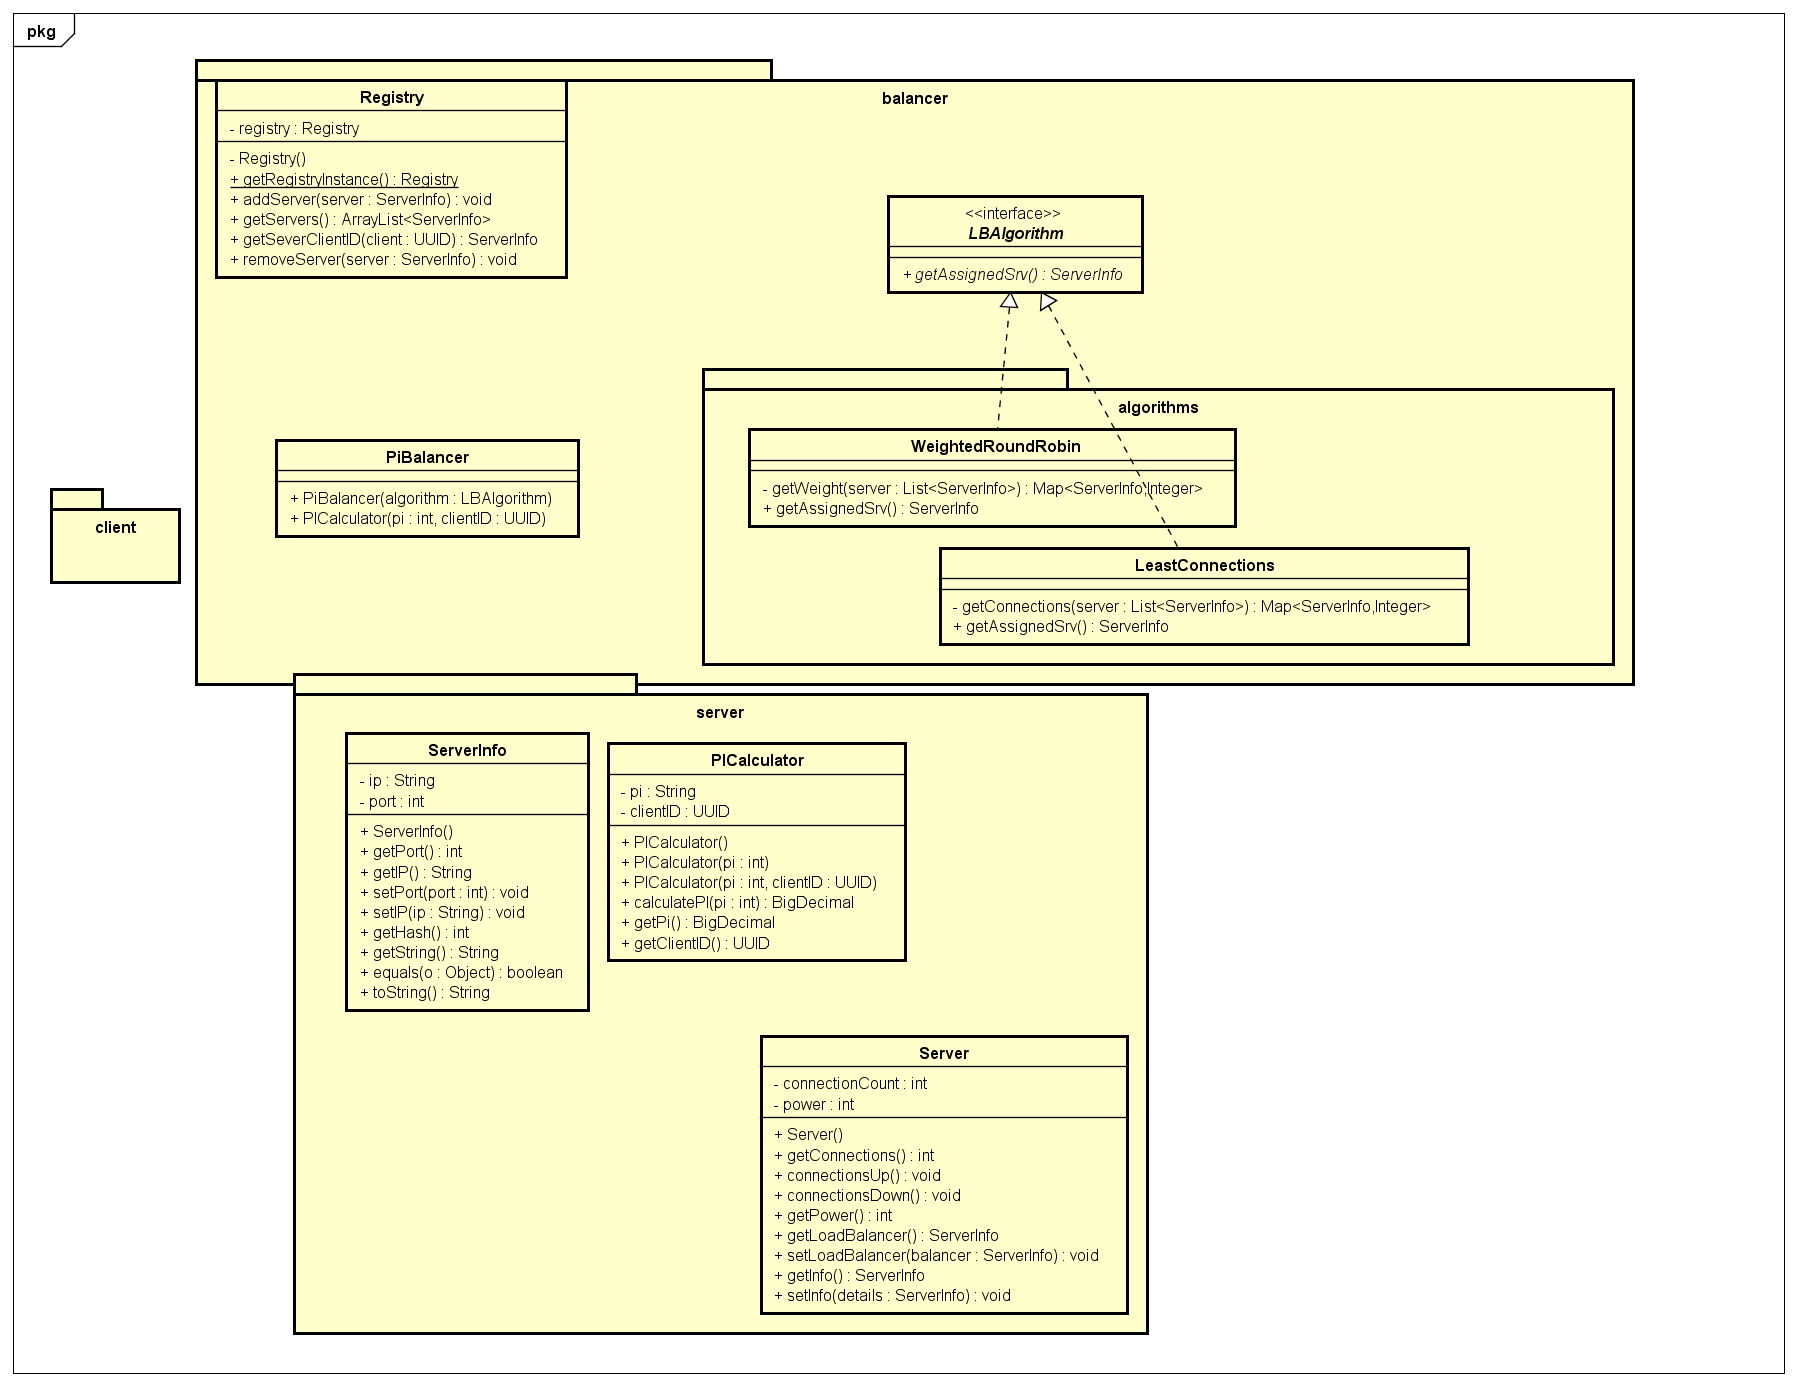 pkg
balancer
Registry
- registry : Registry
- Registry()
+ getRegistryInstance() : Registry
+ addServer(server : ServerInfo) : void
+ getServers() : ArrayList<ServerInfo>
+ getSeverClientID(client : UUID) : ServerInfo
+ removeServer(server : ServerInfo) : void
<<interface>>
LBAlgorithm
+ getAssignedSrv() : ServerInfo
algorithms
WeightedRoundRobin
- getWeight(server : List<ServerInfo>) : Map<ServerInfo,Integer>
+ getAssignedSrv() : ServerInfo
PiBalancer
+ PiBalancer(algorithm : LBAlgorithm)
+ PICalculator(pi : int, clientID : UUID)
client
LeastConnections
- getConnections(server : List<ServerInfo>) : Map<ServerInfo,Integer>
+ getAssignedSrv() : ServerInfo
server
ServerInfo
- ip : String
- port : int
+ ServerInfo()
+ getPort() : int
+ getIP() : String
+ setPort(port : int) : void
+ setIP(ip : String) : void
+ getHash() : int
+ getString() : String
+ equals(o : Object) : boolean
+ toString() : String
PICalculator
- pi : String
- clientID : UUID
+ PICalculator()
+ PICalculator(pi : int)
+ PICalculator(pi : int, clientID : UUID)
+ calculatePI(pi : int) : BigDecimal
+ getPi() : BigDecimal
+ getClientID() : UUID
Server
- connectionCount : int
- power : int
+ Server()
+ getConnections() : int
+ connectionsUp() : void
+ connectionsDown() : void
+ getPower() : int
+ getLoadBalancer() : ServerInfo
+ setLoadBalancer(balancer : ServerInfo) : void
+ getInfo() : ServerInfo
+ setInfo(details : ServerInfo) : void